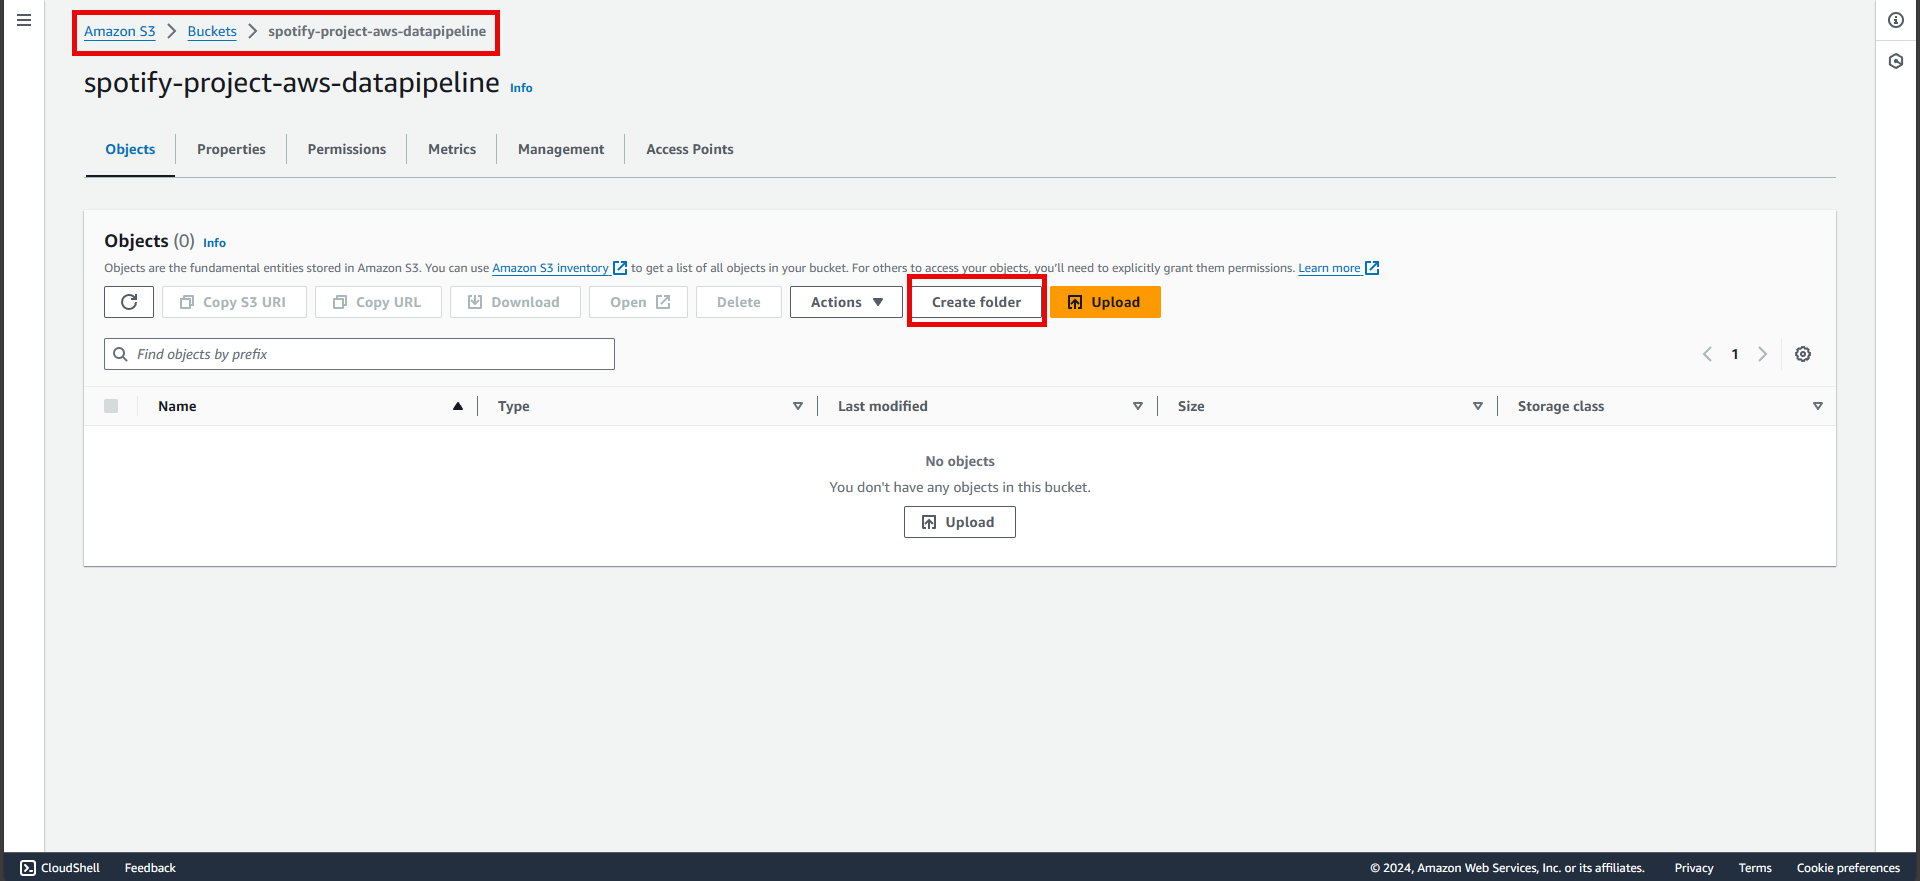 Amazon S3 > Buckets > spotify-project-aws-datapipeline
spotify-project-aws-datapipeline Info
Objects Properties Permissions Metrics Management Access Points
Objects (0) Info
Objects are the fundamental entities stored in Amazon S3. You can use Amazon S3 inventory to get a list of all objects in your bucket. For others to access your objects, you'll need to explicitly grant them permissions. Learn more
Copy S3 URI Copy URL Download Open Delete Actions Create folder Upload
Find objects by prefix 1
Name Type Last modified Size Storage class
No objects
You don't have any objects in this bucket.
Upload
CloudShell Feedback © 2024, Amazon Web Services, Inc. or its affiliates. Privacy Terms Cookie preferences